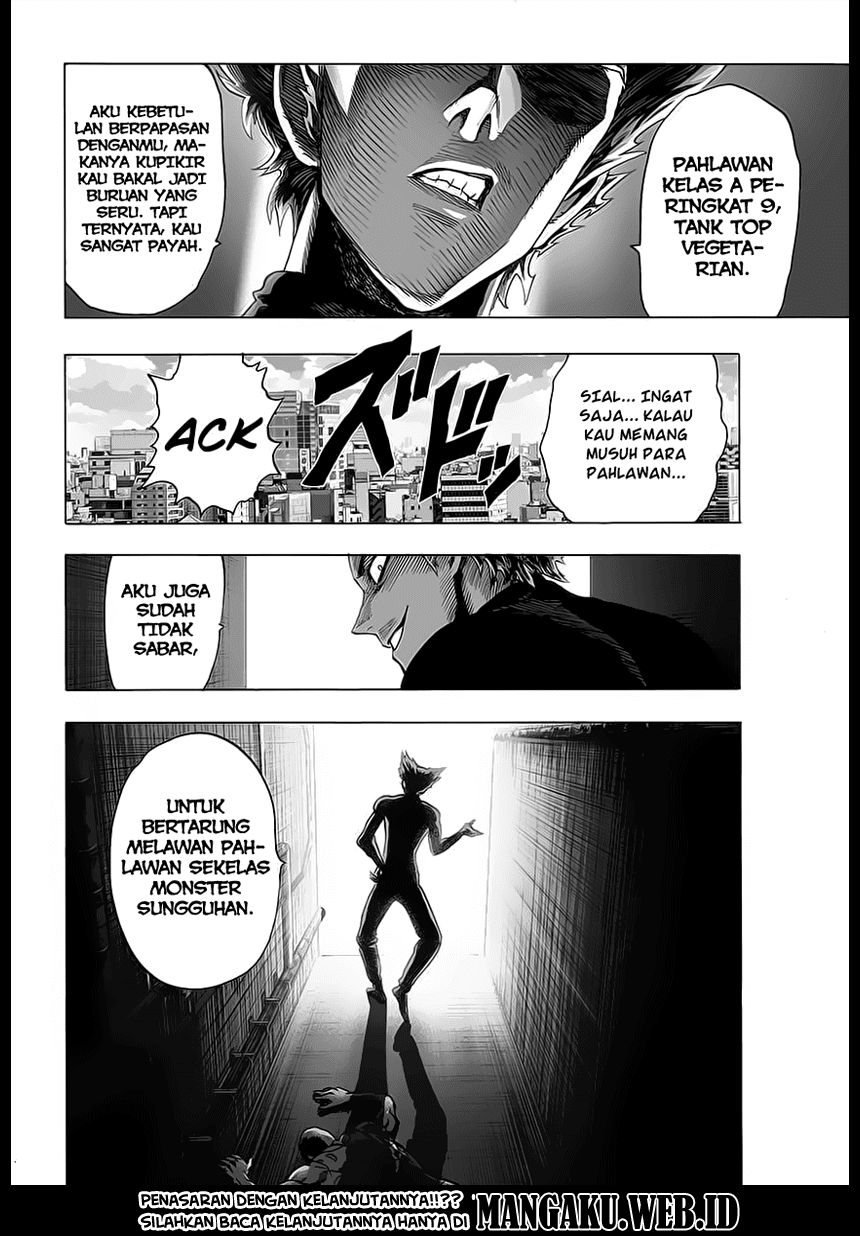 PAHLAWAN
KELAS A PE-
RINGKAT 9,
TANK TOP
VEGETA-
RIAN.
AKU KEBETU-
LAN BERPAPASAN
DENGANMU, MA-
KANYA KUPIKIR
KAU BAKAL JADI
BURUAN YANG
SERU. TAPI
TERNYATA, KAU
SANGAT PAYAH.
SIAL... INGAT
SAJA... KALAU
KAU MEMANG
MUSUH PARA
PAHLAWAN...
ズドッ
ACK
AKU JUGA
SUDAH
TIDAK
SABAR,
UNTUK
BERTARUNG
MELAWAN PAH-
LAWAN SEKELAS
MONSTER
SUNGGUHAN.
PENASARAN DENGAN KELANJUTANNYA!!??
SILAHKAN BACA KELANJUTANNYA HANYA DI
MANGAKU.WEB.ID